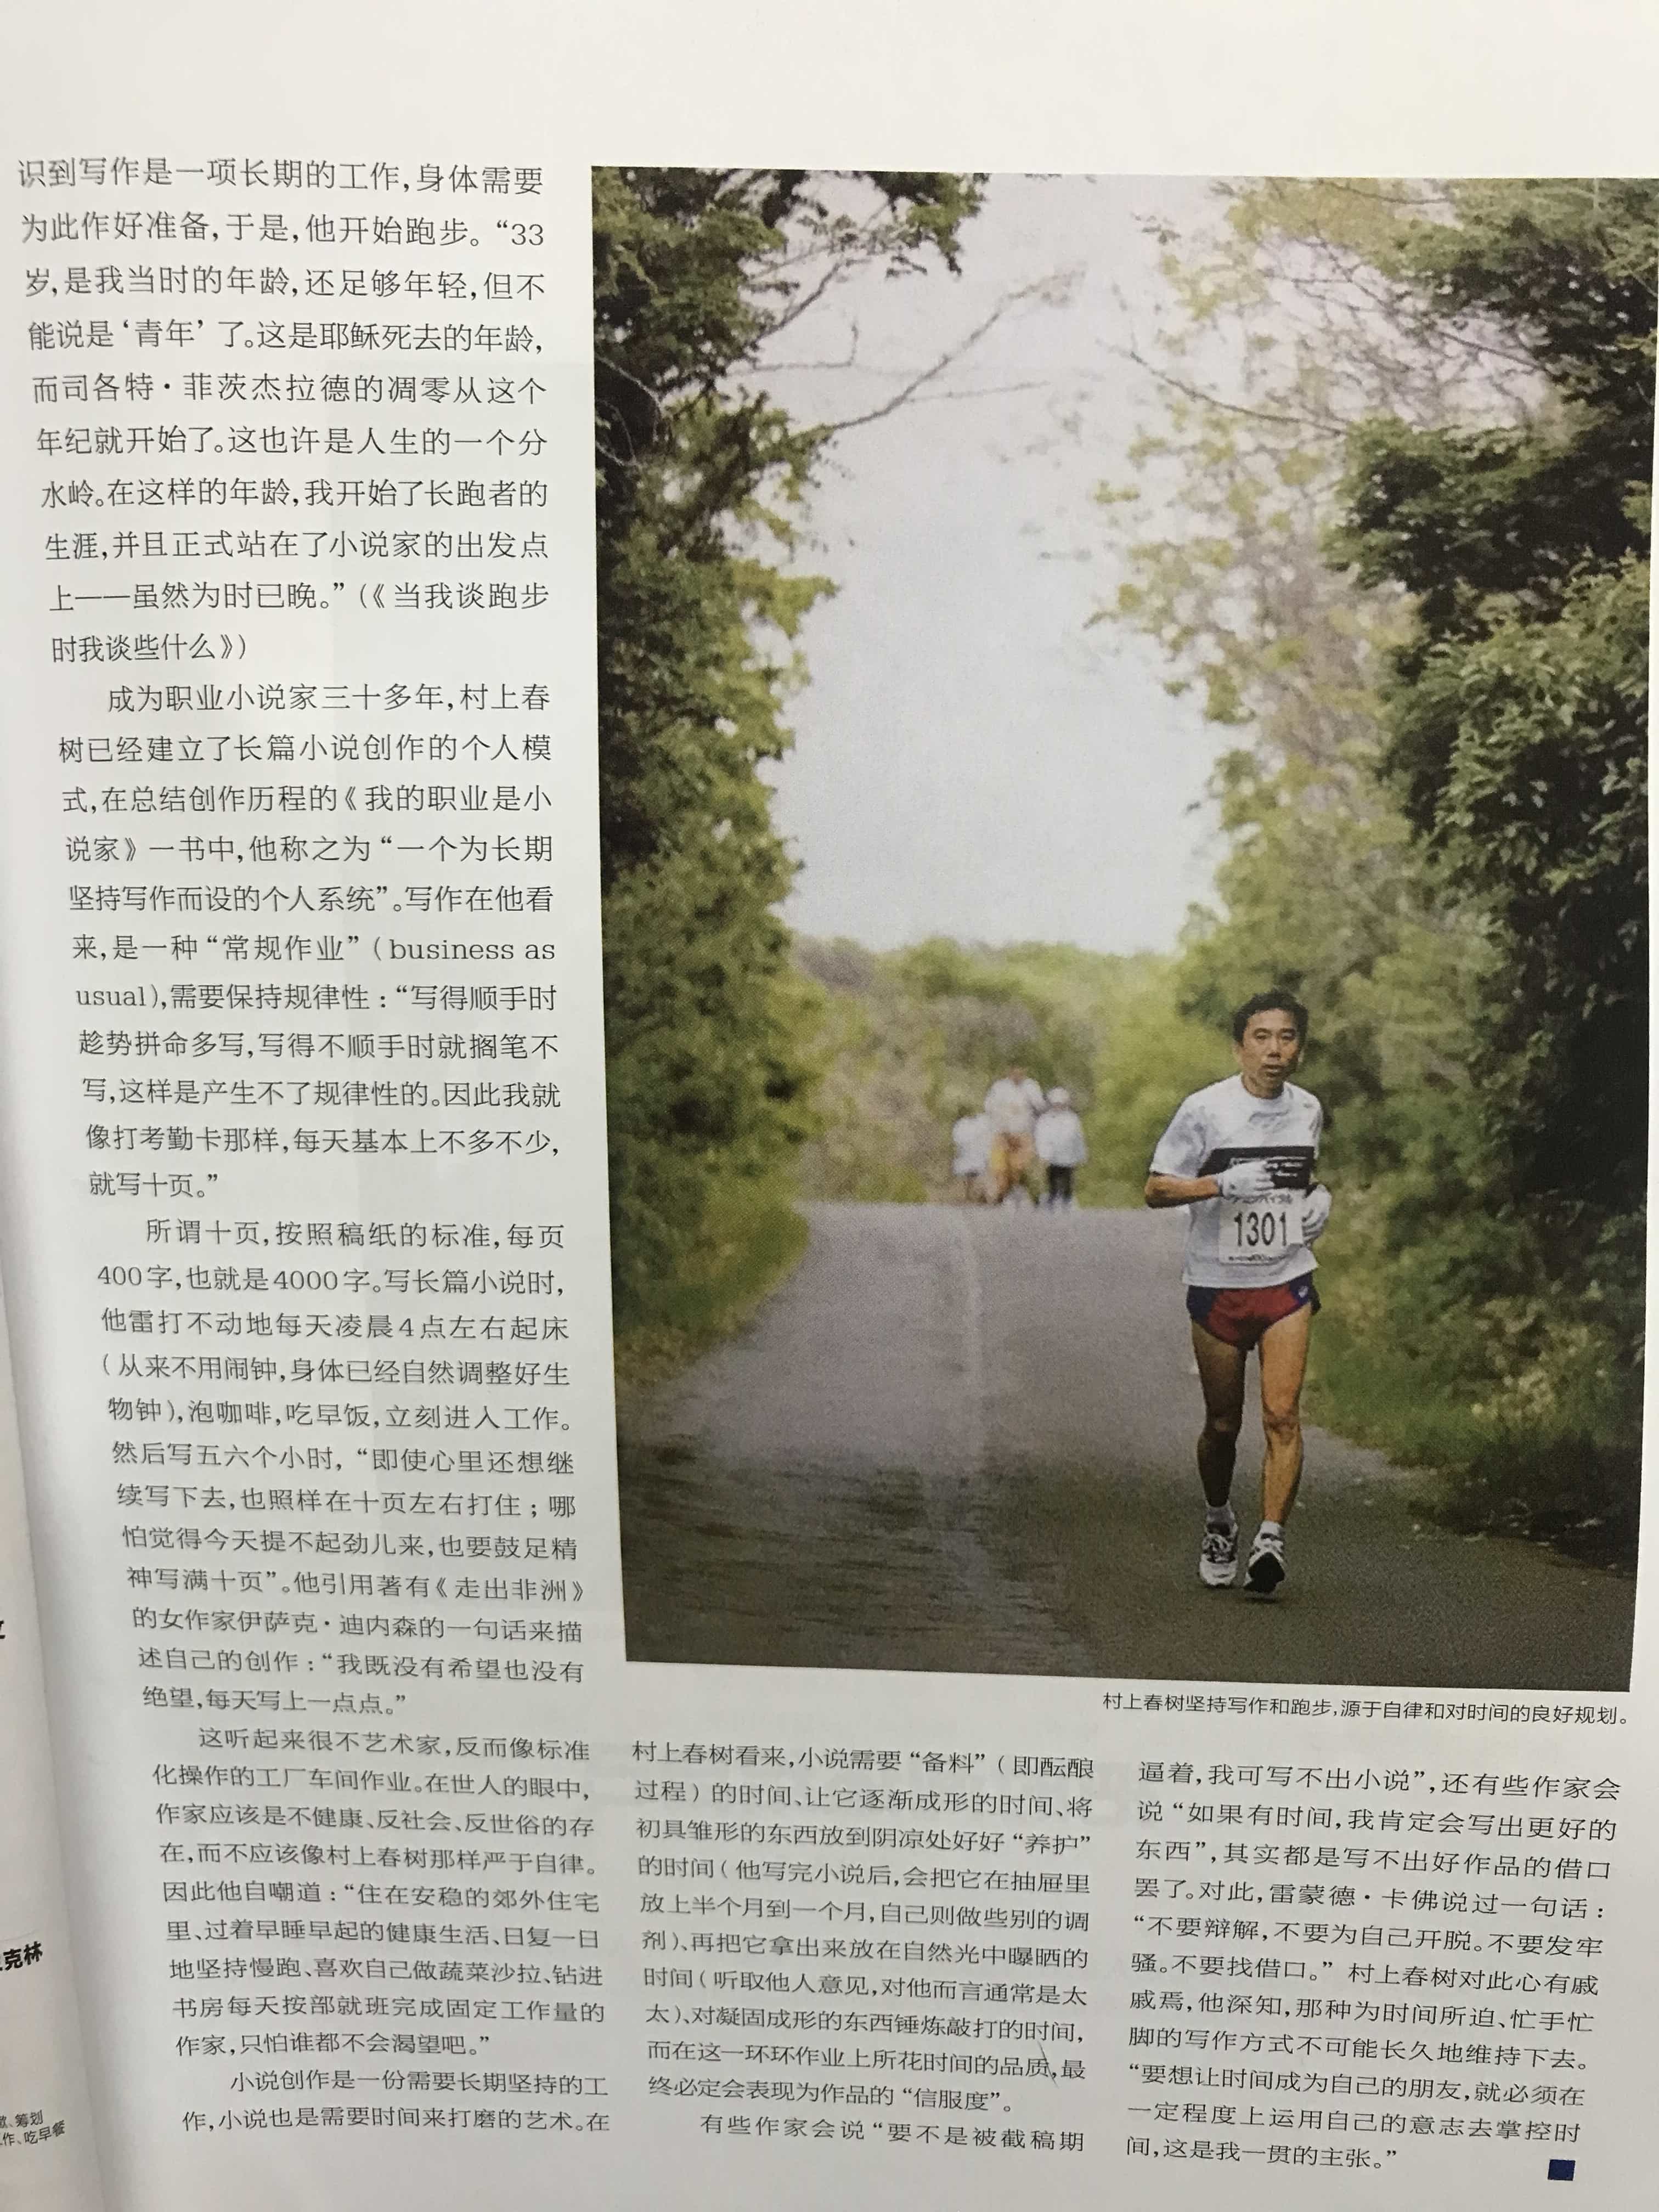 识到写作是一项长期的工作,身体需要
为此作好准备,于是,他开始跑步。“33
岁,是我当时的年龄,还足够年轻,但不
能说是‘青年’了。这是耶稣死去的年龄,
而司各特·菲茨杰拉德的凋零从这个
年纪就开始了。这也许是人生的一个分
水岭。在这样的年龄,我开始了长跑者的
生涯,并且正式站在了小说家的出发点
上——虽然为时已晚。”(《当我谈跑步
时我谈些什么》)
成为职业小说家三十多年,村上春
树已经建立了长篇小说创作的个人模
式,在总结创作历程的《我的职业是小
说家》一书中,他称之为“一个为长期
坚持写作而设的个人系统”。写作在他看
来,是一种“常规作业”(business as
usual),需要保持规律性:“写得顺手时
趁势拼命多写,写得不顺手时就搁笔不
写,这样是产生不了规律性的。因此我就
像打考勤卡那样,每天基本上不多不少,
就写十页。”
所谓十页,按照稿纸的标准,每页
400字,也就是4000字。写长篇小说时,
他雷打不动地每天凌晨4点左右起床
(从来不用闹钟,身体已经自然调整好生
物钟),泡咖啡,吃早饭,立刻进入工作。
然后写五六个小时,“即使心里还想继
续写下去,也照样在十页左右打住;哪
怕觉得今天提不起劲儿来,也要鼓足精
神写满十页”。他引用著有《走出非洲》
的女作家伊萨克·迪内森的一句话来描
述自己的创作:“我既没有希望也没有
绝望,每天写上一点点。”
这听起来很不艺术家,反而像标准
化操作的工厂车间作业。在世人的眼中,
作家应该是不健康、反社会、反世俗的存
在,而不应该像村上春树那样严于自律。
因此他自嘲道:“住在安稳的郊外住宅
里、过着早睡早起的健康生活、日复一日
地坚持慢跑、喜欢自己做蔬菜沙拉、钻进
书房每天按部就班完成固定工作量的
作家,只怕谁都不会渴望吧。”
小说创作是一份需要长期坚持的工
作,小说也是需要时间来打磨的艺术。在
1301
村上春树坚持写作和跑步,源于自律和对时间的良好规划。
村上春树看来,小说需要“备料”(即酝酿
过程)的时间、让它逐渐成形的时间、将
初具雏形的东西放到阴凉处好好“养护”
的时间(他写完小说后,会把它在抽屉里
放上半个月到一个月,自己则做些别的调
剂)、再把它拿出来放在自然光中曝晒的
时间(听取他人意见,对他而言通常是太
太)、对凝固成形的东西锤炼敲打的时间,
而在这一环环作业上所花时间的品质,最
终必定会表现为作品的“信服度”。
有些作家会说“要不是被截稿期
逼着,我可写不出小说”,还有些作家会
说“如果有时间,我肯定会写出更好的
东西”,其实都是写不出好作品的借口
罢了。对此,雷蒙德·卡佛说过一句话:
“不要辩解,不要为自己开脱。不要发牢
骚。不要找借口。”村上春树对此心有戚
戚焉,他深知,那种为时间所迫、忙手忙
脚的写作方式不可能长久地维持下去。
“要想让时间成为自己的朋友,就必须在
一定程度上运用自己的意志去掌控时
间,这是我一贯的主张。”
克林
、筹划
作、吃早餐